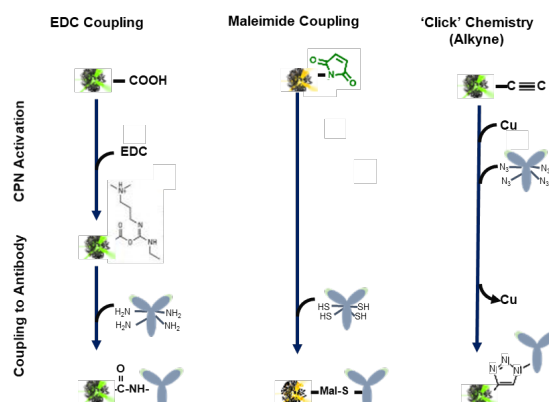 EDC Coupling
Maleimide Coupling
‘Click’ Chemistry
(Alkyne)
CPN Activation
Coupling to Antibody
COOH
EDC
H
N
N
O
O
NH
H₂N
NH₂
H₂N
NH₂
O
C-NH-
O
N
O
HS
SH
HS
SH
Mal-S
C≡C
Cu
N₃
N₃
N₃
N₃
Cu
N
N
N